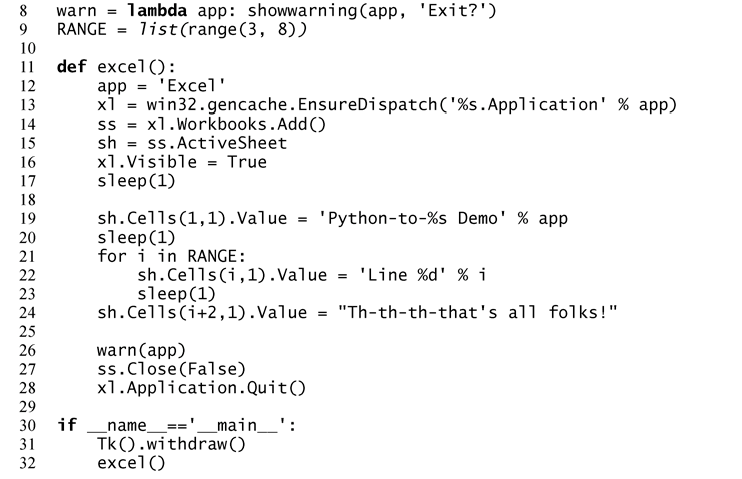 8 warn = lambda app: showwarning(app, 'Exit?')
9 RANGE = list(range(3, 8))
10
11 def excel():
12     app = 'Excel'
13     xl = win32.gencache.EnsureDispatch('%s.Application' % app)
14     ss = xl.Workbooks.Add()
15     sh = ss.ActiveSheet
16     xl.Visible = True
17     sleep(1)
18
19     sh.Cells(1,1).Value = 'Python-to-%s Demo' % app
20     sleep(1)
21     for i in RANGE:
22         sh.Cells(i,1).Value = 'Line %d' % i
23         sleep(1)
24     sh.Cells(i+2,1).Value = "Th-th-th-that's all folks!"
25
26     warn(app)
27     ss.Close(False)
28     xl.Application.Quit()
29
30 if __name__=='__main__':
31     Tk().withdraw()
32     excel()